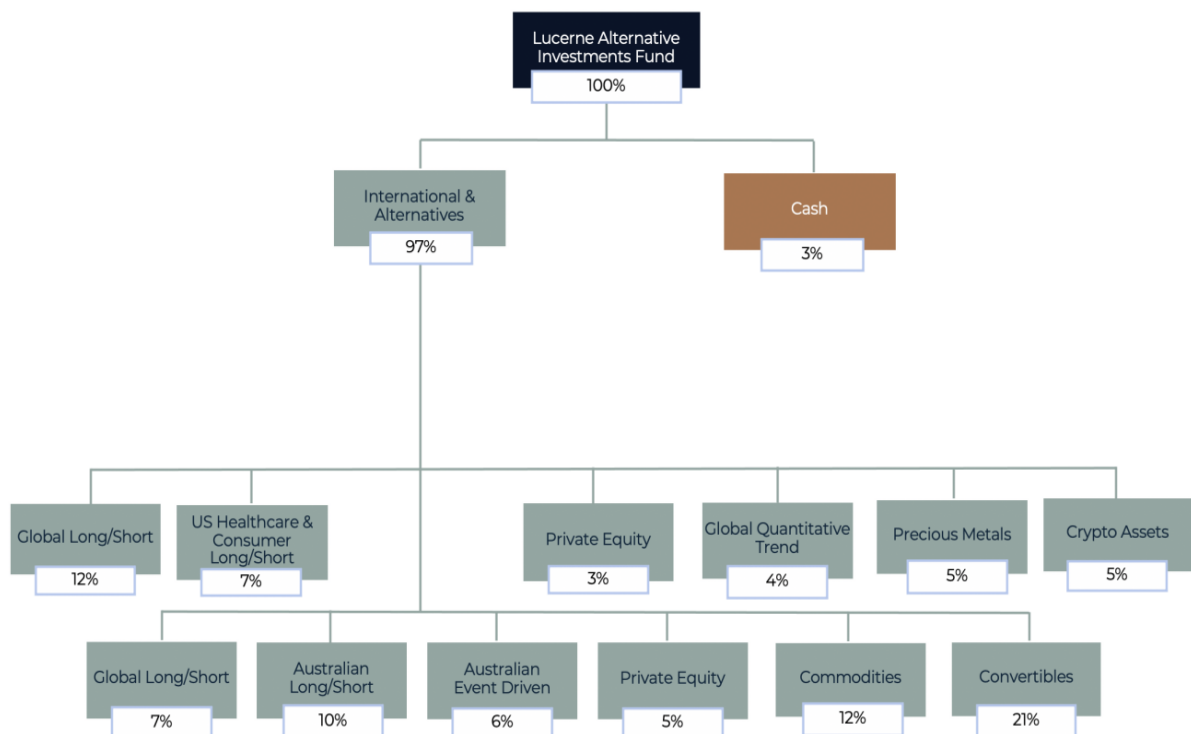 Lucerne Alternative
Investments Fund
100%
International &
Alternatives
97%
Cash
3%
Global Long/Short
12%
US Healthcare &
Consumer
Long/Short
7%
Private Equity
3%
Global Quantitative
Trend
4%
Precious Metals
5%
Crypto Assets
5%
Global Long/Short
7%
Australian
Long/Short
10%
Australian
Event Driven
6%
Private Equity
5%
Commodities
12%
Convertibles
21%